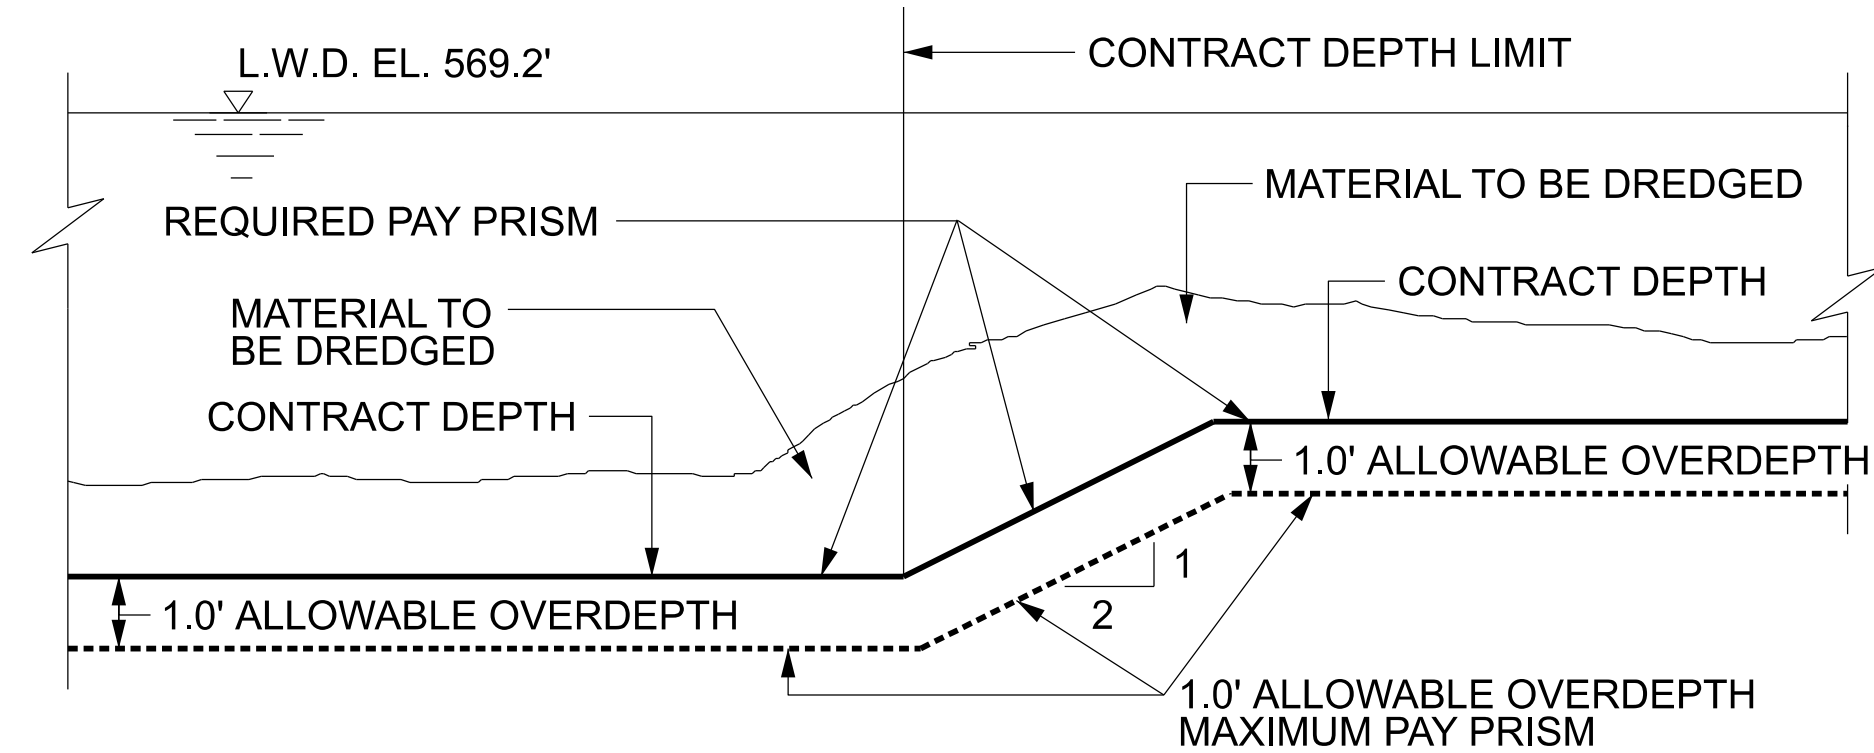 L.W.D. EL. 569.2'
CONTRACT DEPTH LIMIT
MATERIAL TO BE DREDGED
REQUIRED PAY PRISM
CONTRACT DEPTH
MATERIAL TO
BE DREDGED
CONTRACT DEPTH
1.0' ALLOWABLE OVERDEPTH
1
2
1.0' ALLOWABLE OVERDEPTH
1.0' ALLOWABLE OVERDEPTH
MAXIMUM PAY PRISM